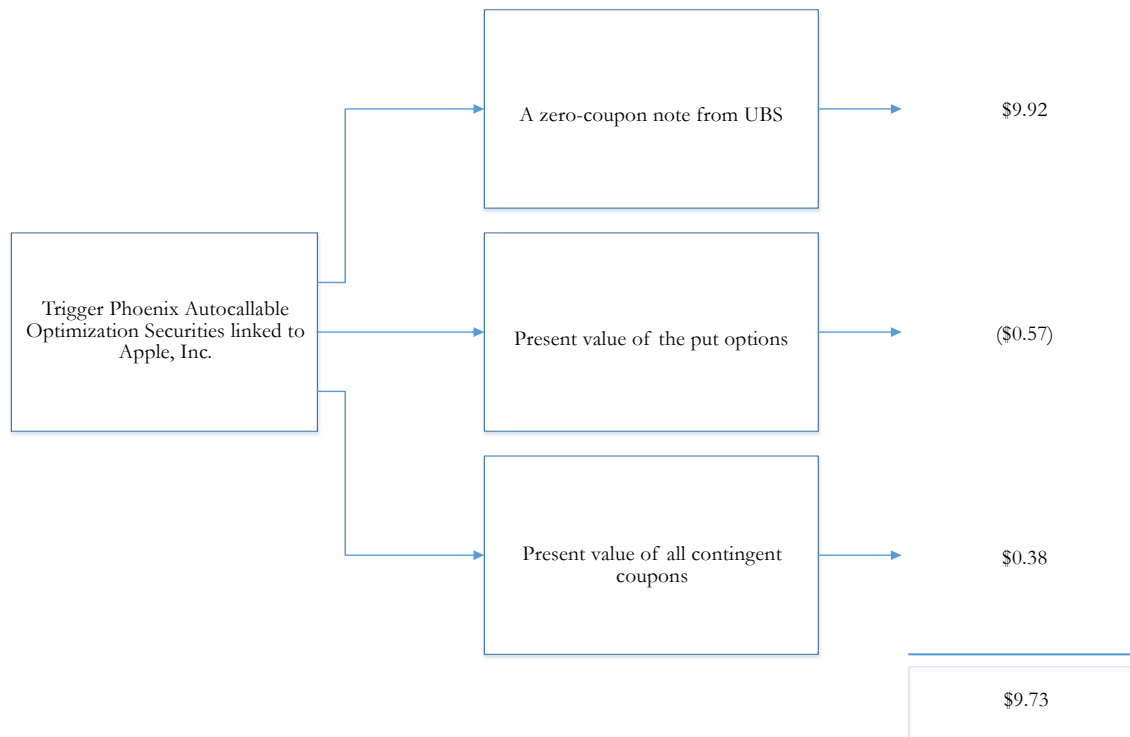 A zero-coupon note from UBS
$9.92
Trigger Phoenix Autocallable
Optimization Securities linked to
Apple, Inc.
Present value of the put options
($0.57)
Present value of all contingent
coupons
$0.38
$9.73